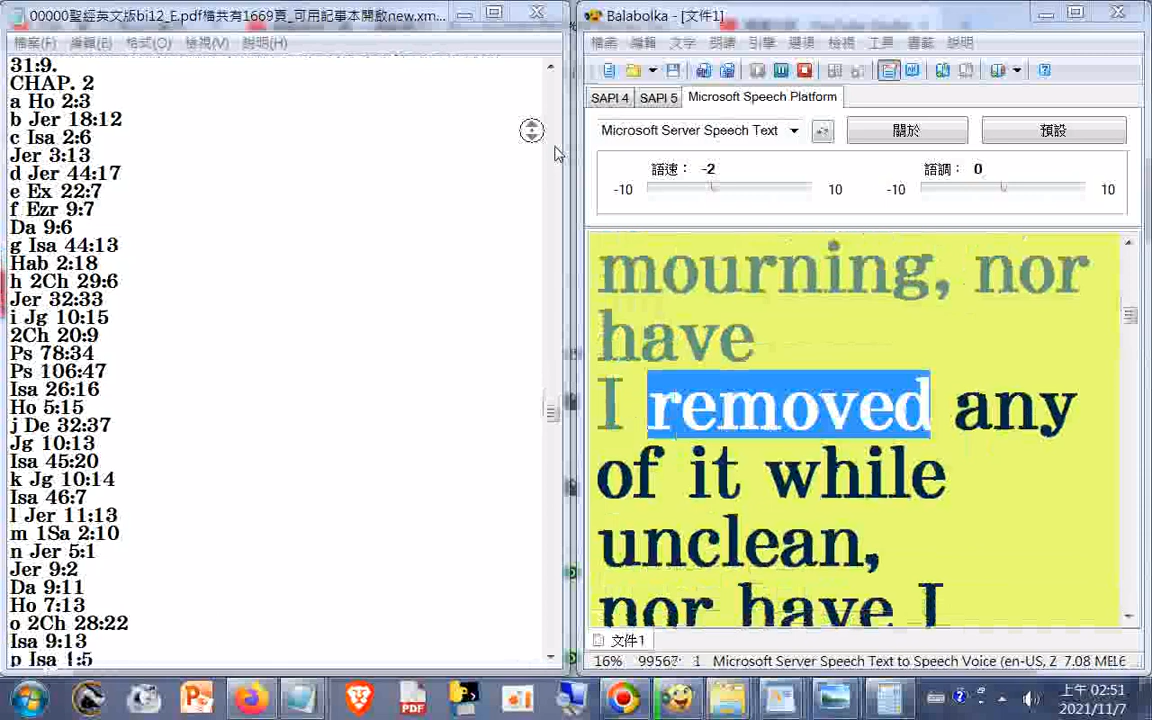 00000聖經英文版bi12_E.pdf檔共有1669頁_可用記事本開啟new.xm...
檔案(F) 編輯(E) 格式(O) 檢視(V) 說明(H)
31:9.
CHAP. 2
a Ho 2:3
b Jer 18:12
c Isa 2:6
Jer 3:13
d Jer 44:17
e Ex 22:7
f Ezr 9:7
Da 9:6
g Isa 44:13
Hab 2:18
h 2Ch 29:6
Jer 32:33
i Jg 10:15
2Ch 20:9
Ps 78:34
Ps 106:47
Isa 26:16
Ho 5:15
j De 32:37
Jg 10:13
Isa 45:20
k Jg 10:14
Isa 46:7
l Jer 11:13
m 1Sa 2:10
n Jer 5:1
Jer 9:2
Da 9:11
Ho 7:13
o 2Ch 28:22
Isa 9:13
p Isa 1:5
Balabolka - [文件1]
檔案 編輯 文字 朗讀 引擎 選項 檢視 工具 書籤 說明
SAPI 4 SAPI 5 Microsoft Speech Platform
Microsoft Server Speech Text
關於 預設
語速： -2 語調： 0
-10 10 -10 10
mourning, nor
have
I removed any
of it while
unclean,
nor have I
文件1
16% 1 Microsoft Server Speech Text to Speech Voice (en-US, Z 7.08 ME
PDF
上午 02:51
2021/11/7